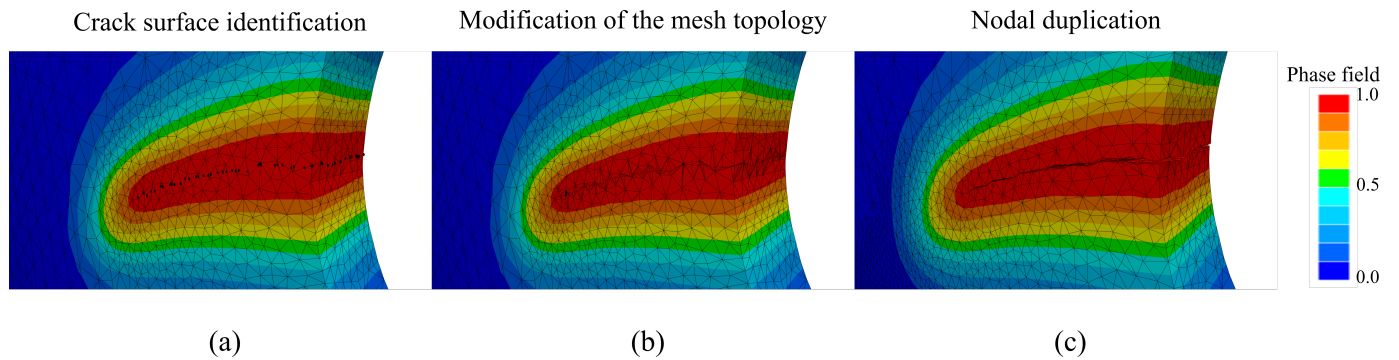 Crack surface identification
Modification of the mesh topology
Nodal duplication
Phase field
1.0
0.5
0.0
(a)
(b)
(c)